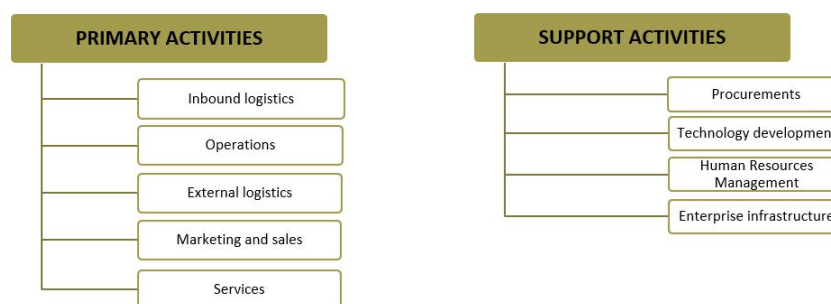 PRIMARY ACTIVITIES
Inbound logistics
Operations
External logistics
Marketing and sales
Services
SUPPORT ACTIVITIES
Procurements
Technology developmen
Human Resources
Management
Enterprise infrastructure